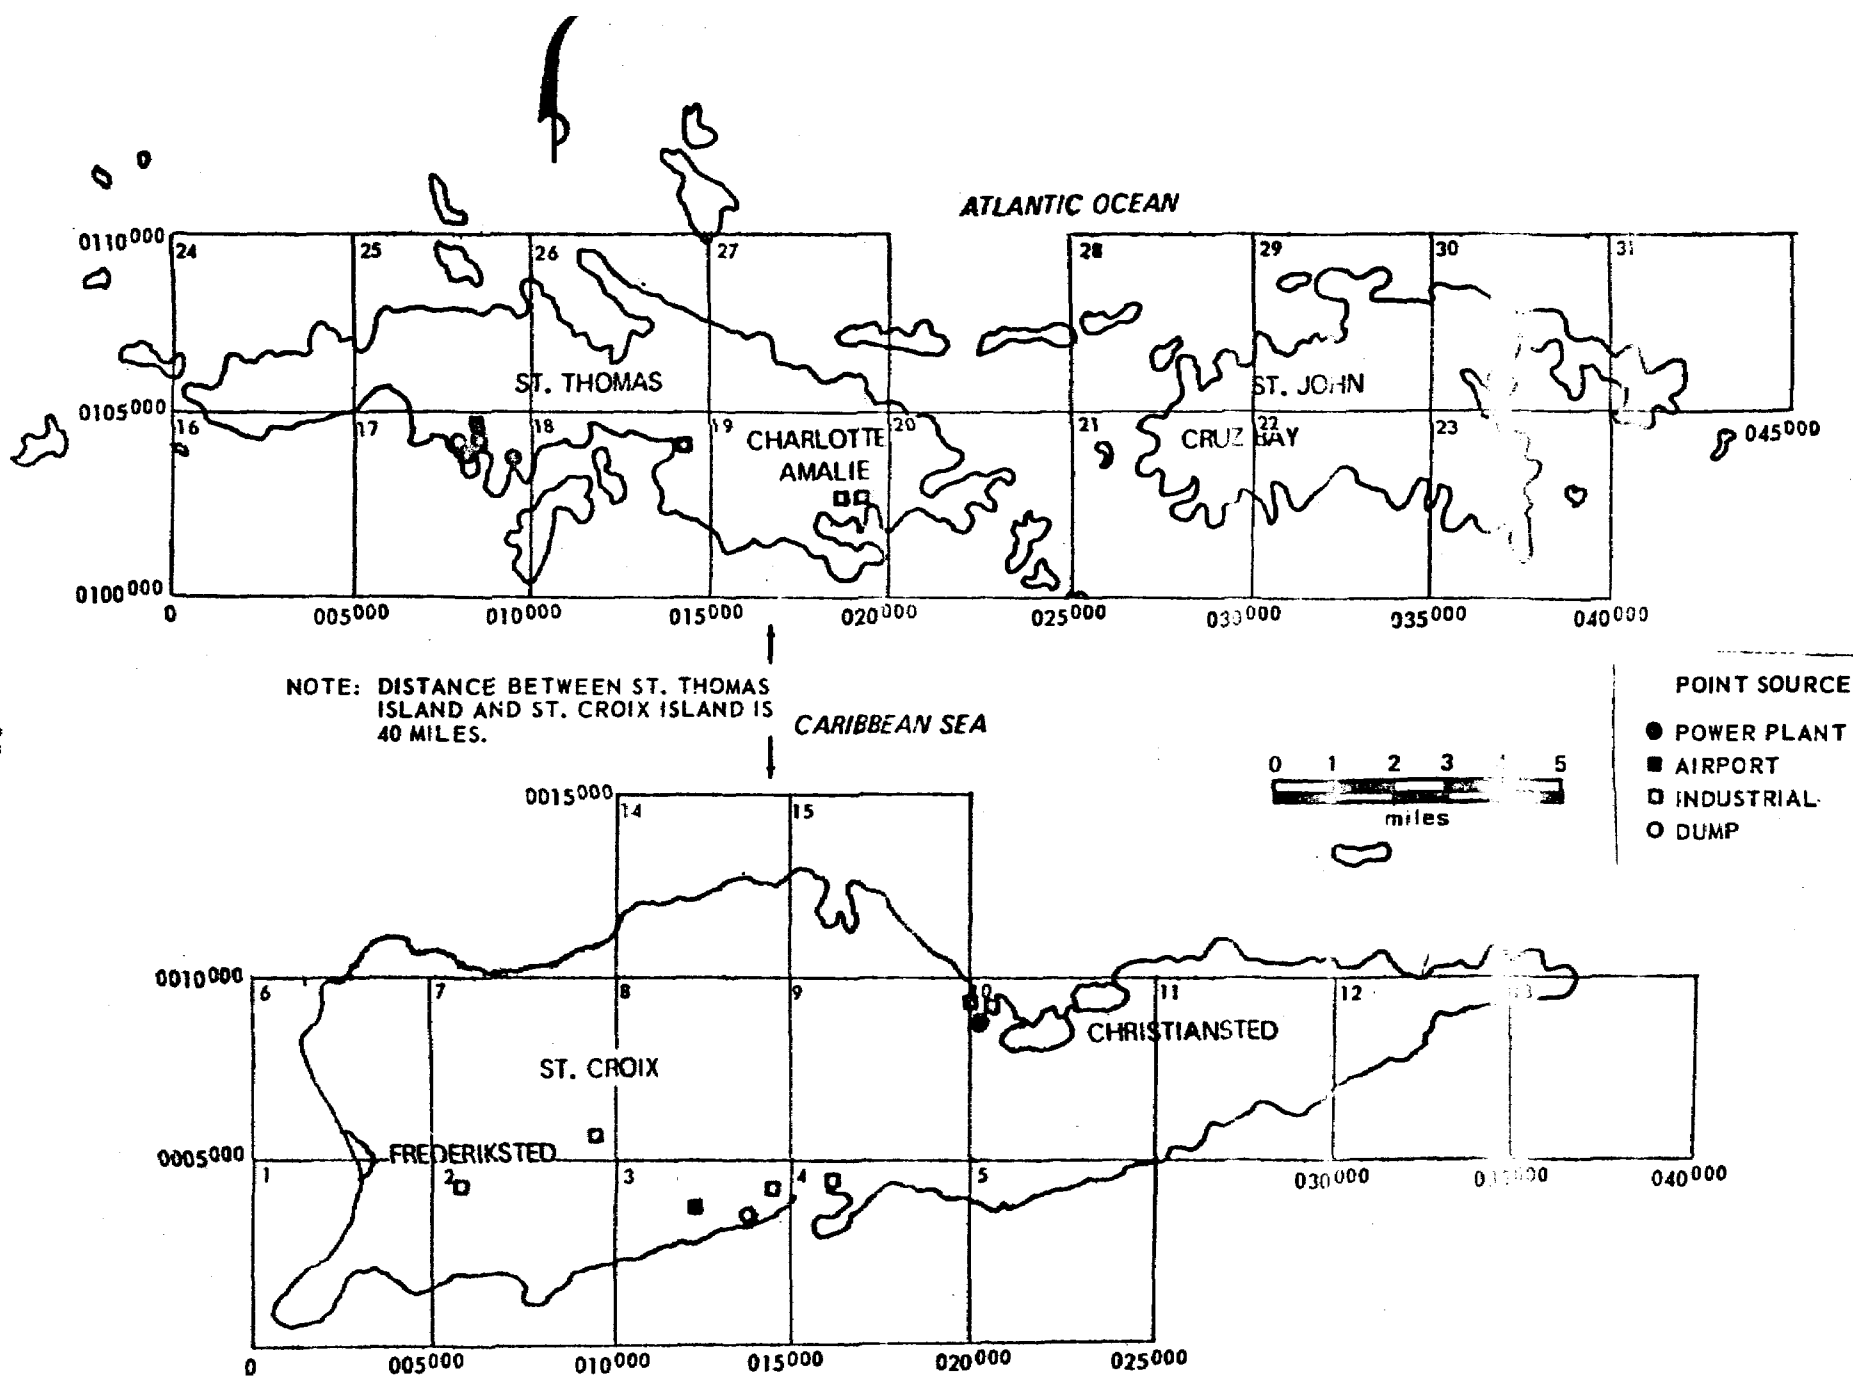 ATLANTIC OCEAN
0110000
24
25
26
27
28
29
30
31
ST. THOMAS
ST. JOHN
0105000
16
17
18
19
20
21
22
23
045000
CHARLOTTE
AMALIE
CRUZ BAY
0100000
0
005000
010000
015000
020000
025000
030000
035000
040000
NOTE: DISTANCE BETWEEN ST. THOMAS
ISLAND AND ST. CROIX ISLAND IS
40 MILES.
CARIBBEAN SEA
POINT SOURCE
POWER PLANT
AIRPORT
INDUSTRIAL
DUMP
0 1 2 3 5
miles
0015000
14
15
0010000
6
7
8
9
10
11
12
CHRISTIANSTED
ST. CROIX
0005000
FREDERIKSTED
1
2
3
4
5
030000
040000
0
005000
010000
015000
020000
025000